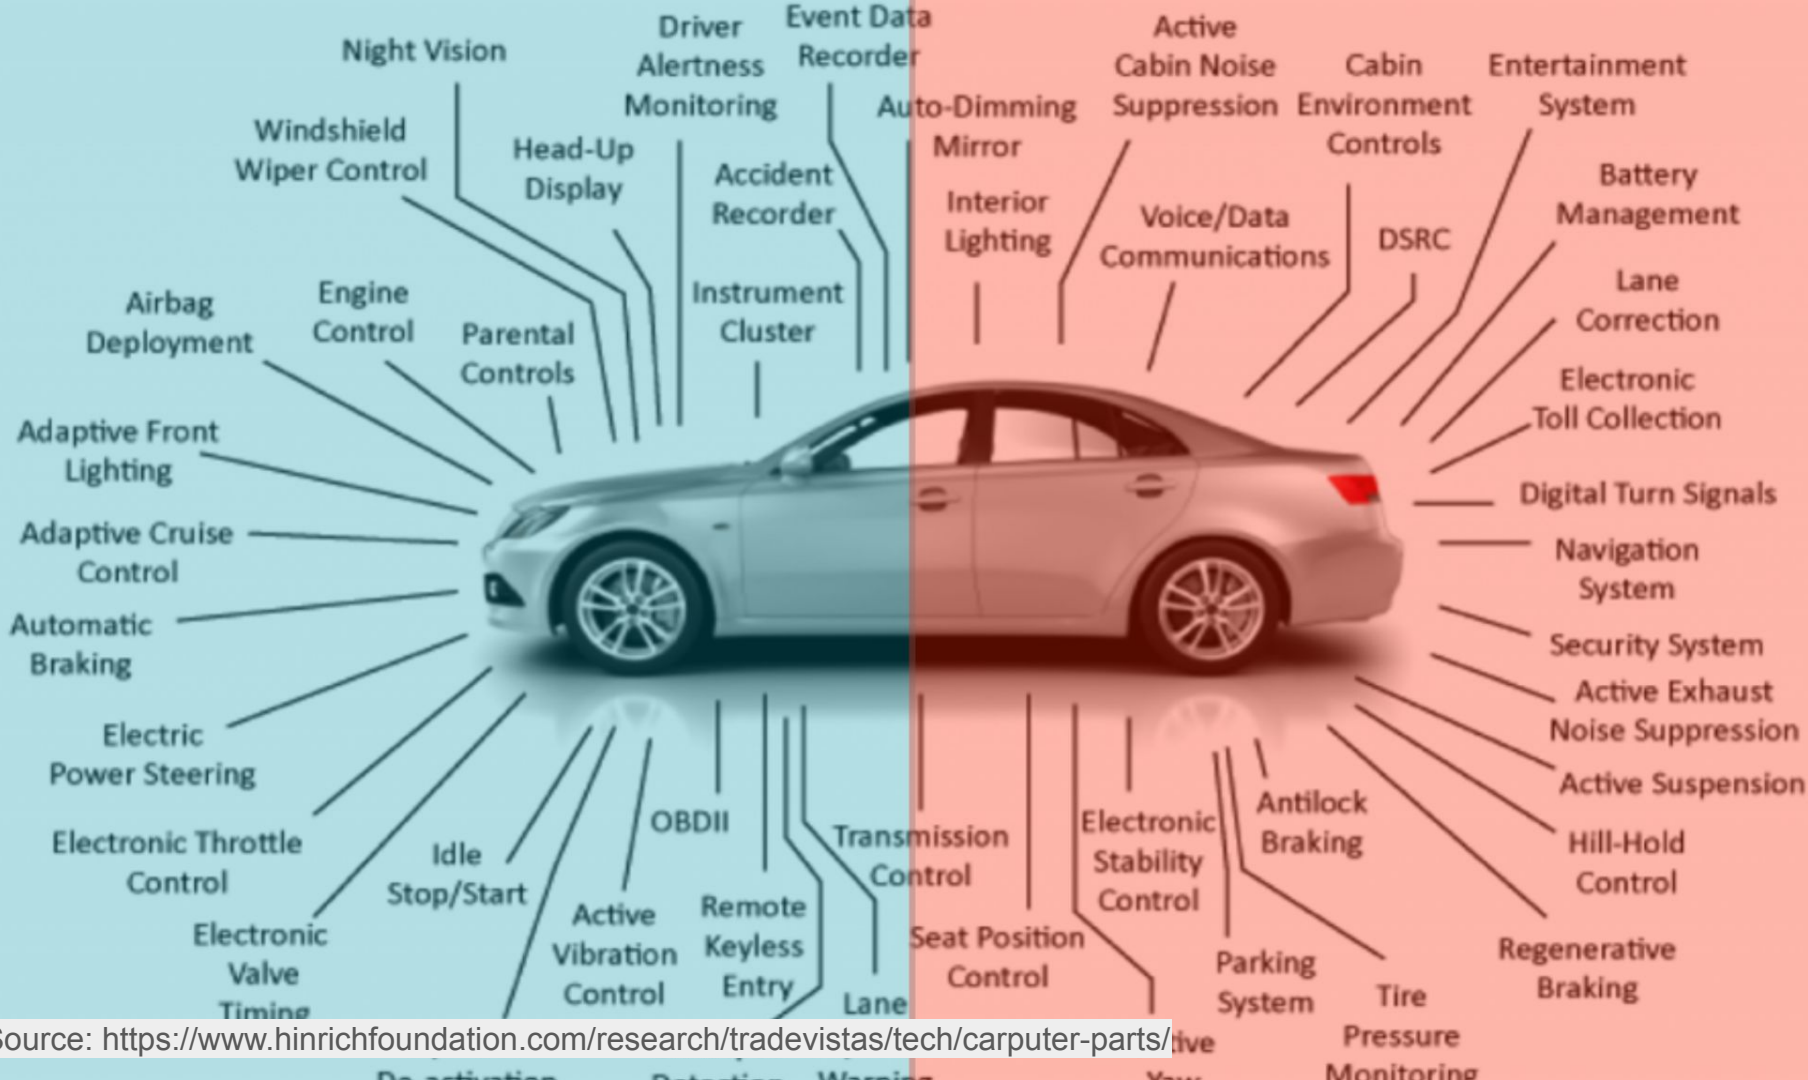 Night Vision
Driver
Alertness
Monitoring
Event Data
Recorder
Active
Cabin Noise
Suppression
Cabin
Environment
Controls
Entertainment
System
Windshield
Wiper Control
Head-Up
Display
Accident
Recorder
Auto-Dimming
Mirror
Interior
Lighting
Voice/Data
Communications
DSRC
Battery
Management
Airbag
Deployment
Engine
Control
Parental
Controls
Instrument
Cluster
Lane
Correction
Electronic
Toll Collection
Adaptive Front
Lighting
Digital Turn Signals
Adaptive Cruise
Control
Navigation
System
Automatic
Braking
Security System
Electric
Power Steering
Active Exhaust
Noise Suppression
Active Suspension
Electronic Throttle
Control
Idle
Stop/Start
OBDII
Transmission
Control
Electronic
Stability
Control
Antilock
Braking
Hill-Hold
Control
Electronic
Valve
Timing
Active
Vibration
Control
Remote
Keyless
Entry
Lane
Seat Position
Control
Parking
System
Tire
Pressure
Monitoring
Regenerative
Braking
Source: https://www.hinrichfoundation.com/research/tradevistas/tech/carputer-parts/